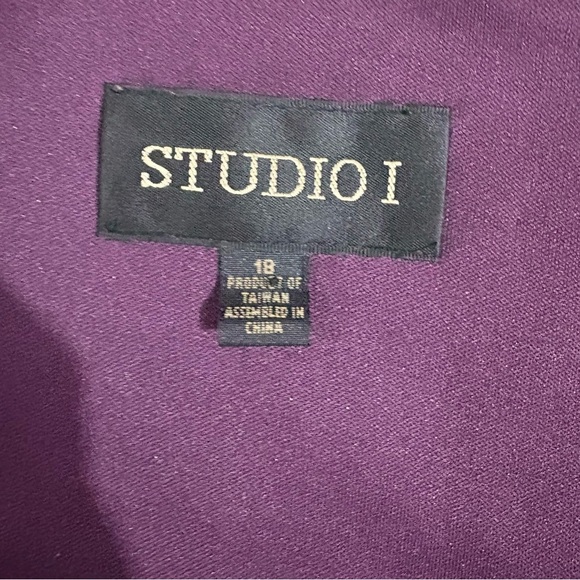 STUDIO I
18
PRODUCT OF
TAIWAN
ASSEMBLED IN
CHINA